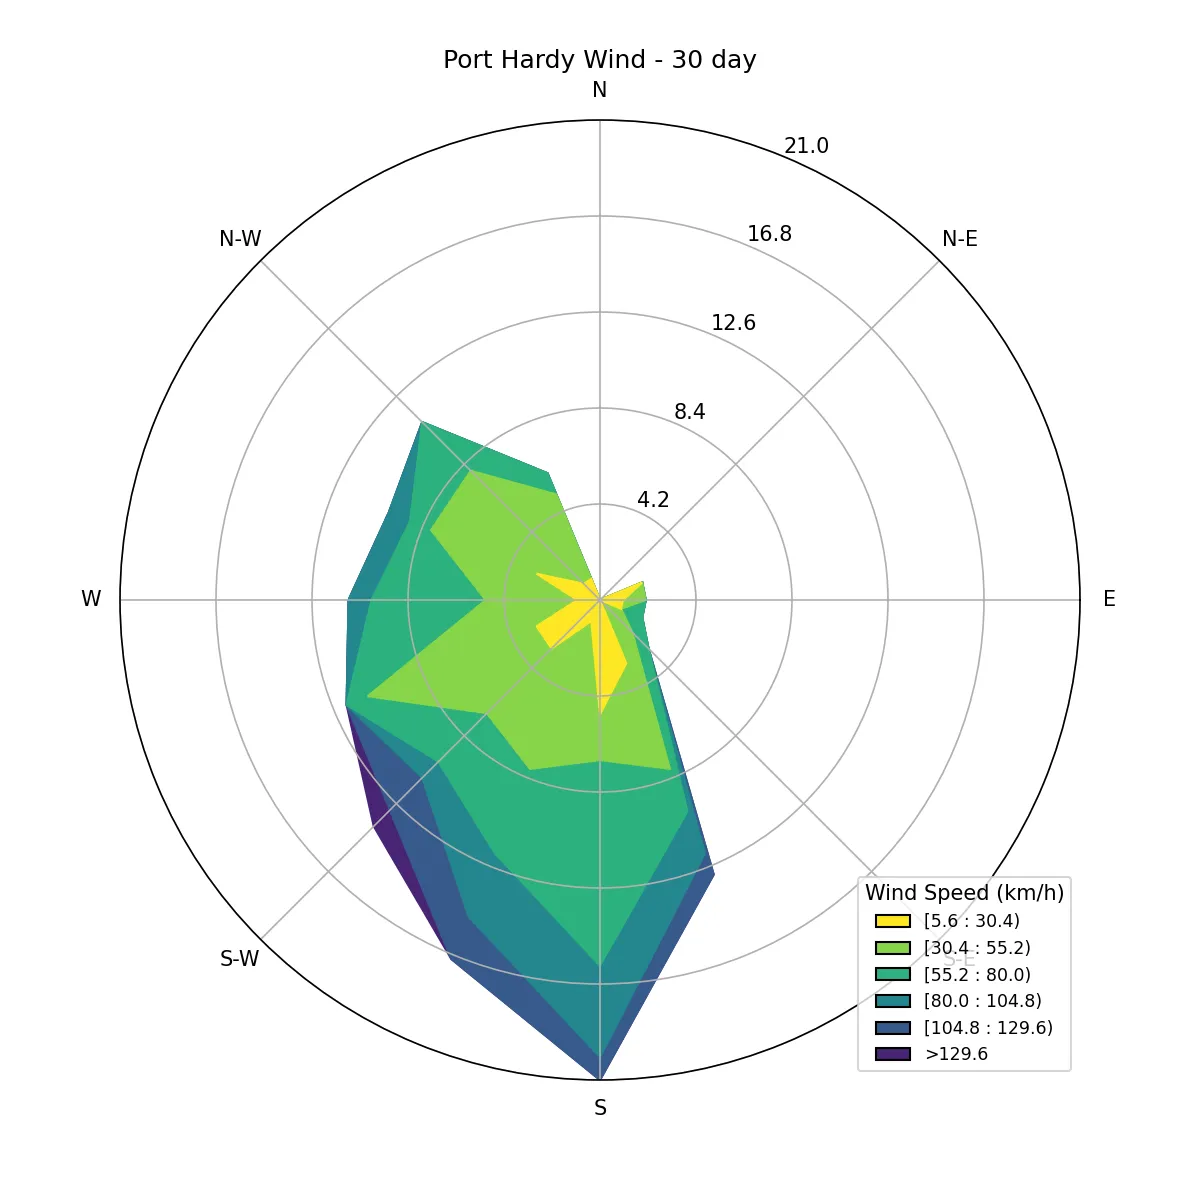 Port Hardy Wind - 30 day
N
21.0
16.8
N-W
N-E
12.6
8.4
4.2
W
E
Wind Speed (km/h)
[5.6 : 30.4)
[30.4 : 55.2)
S-W
S-E
[55.2 : 80.0)
[80.0 : 104.8)
[104.8 : 129.6)
>129.6
S